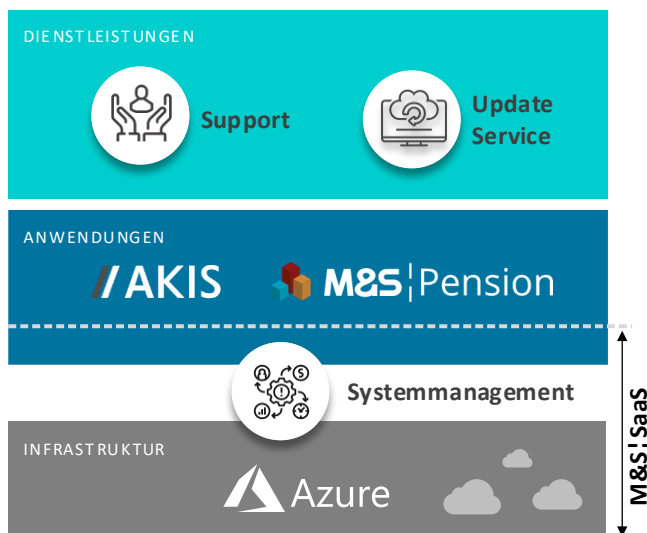 DIENSTLEISTUNGEN
Support
Update
Service
ANWENDUNGEN
//AKIS
M&S¦Pension
Systemmanagement
M&S¦SaaS
INFRASTRUKTUR
Azure